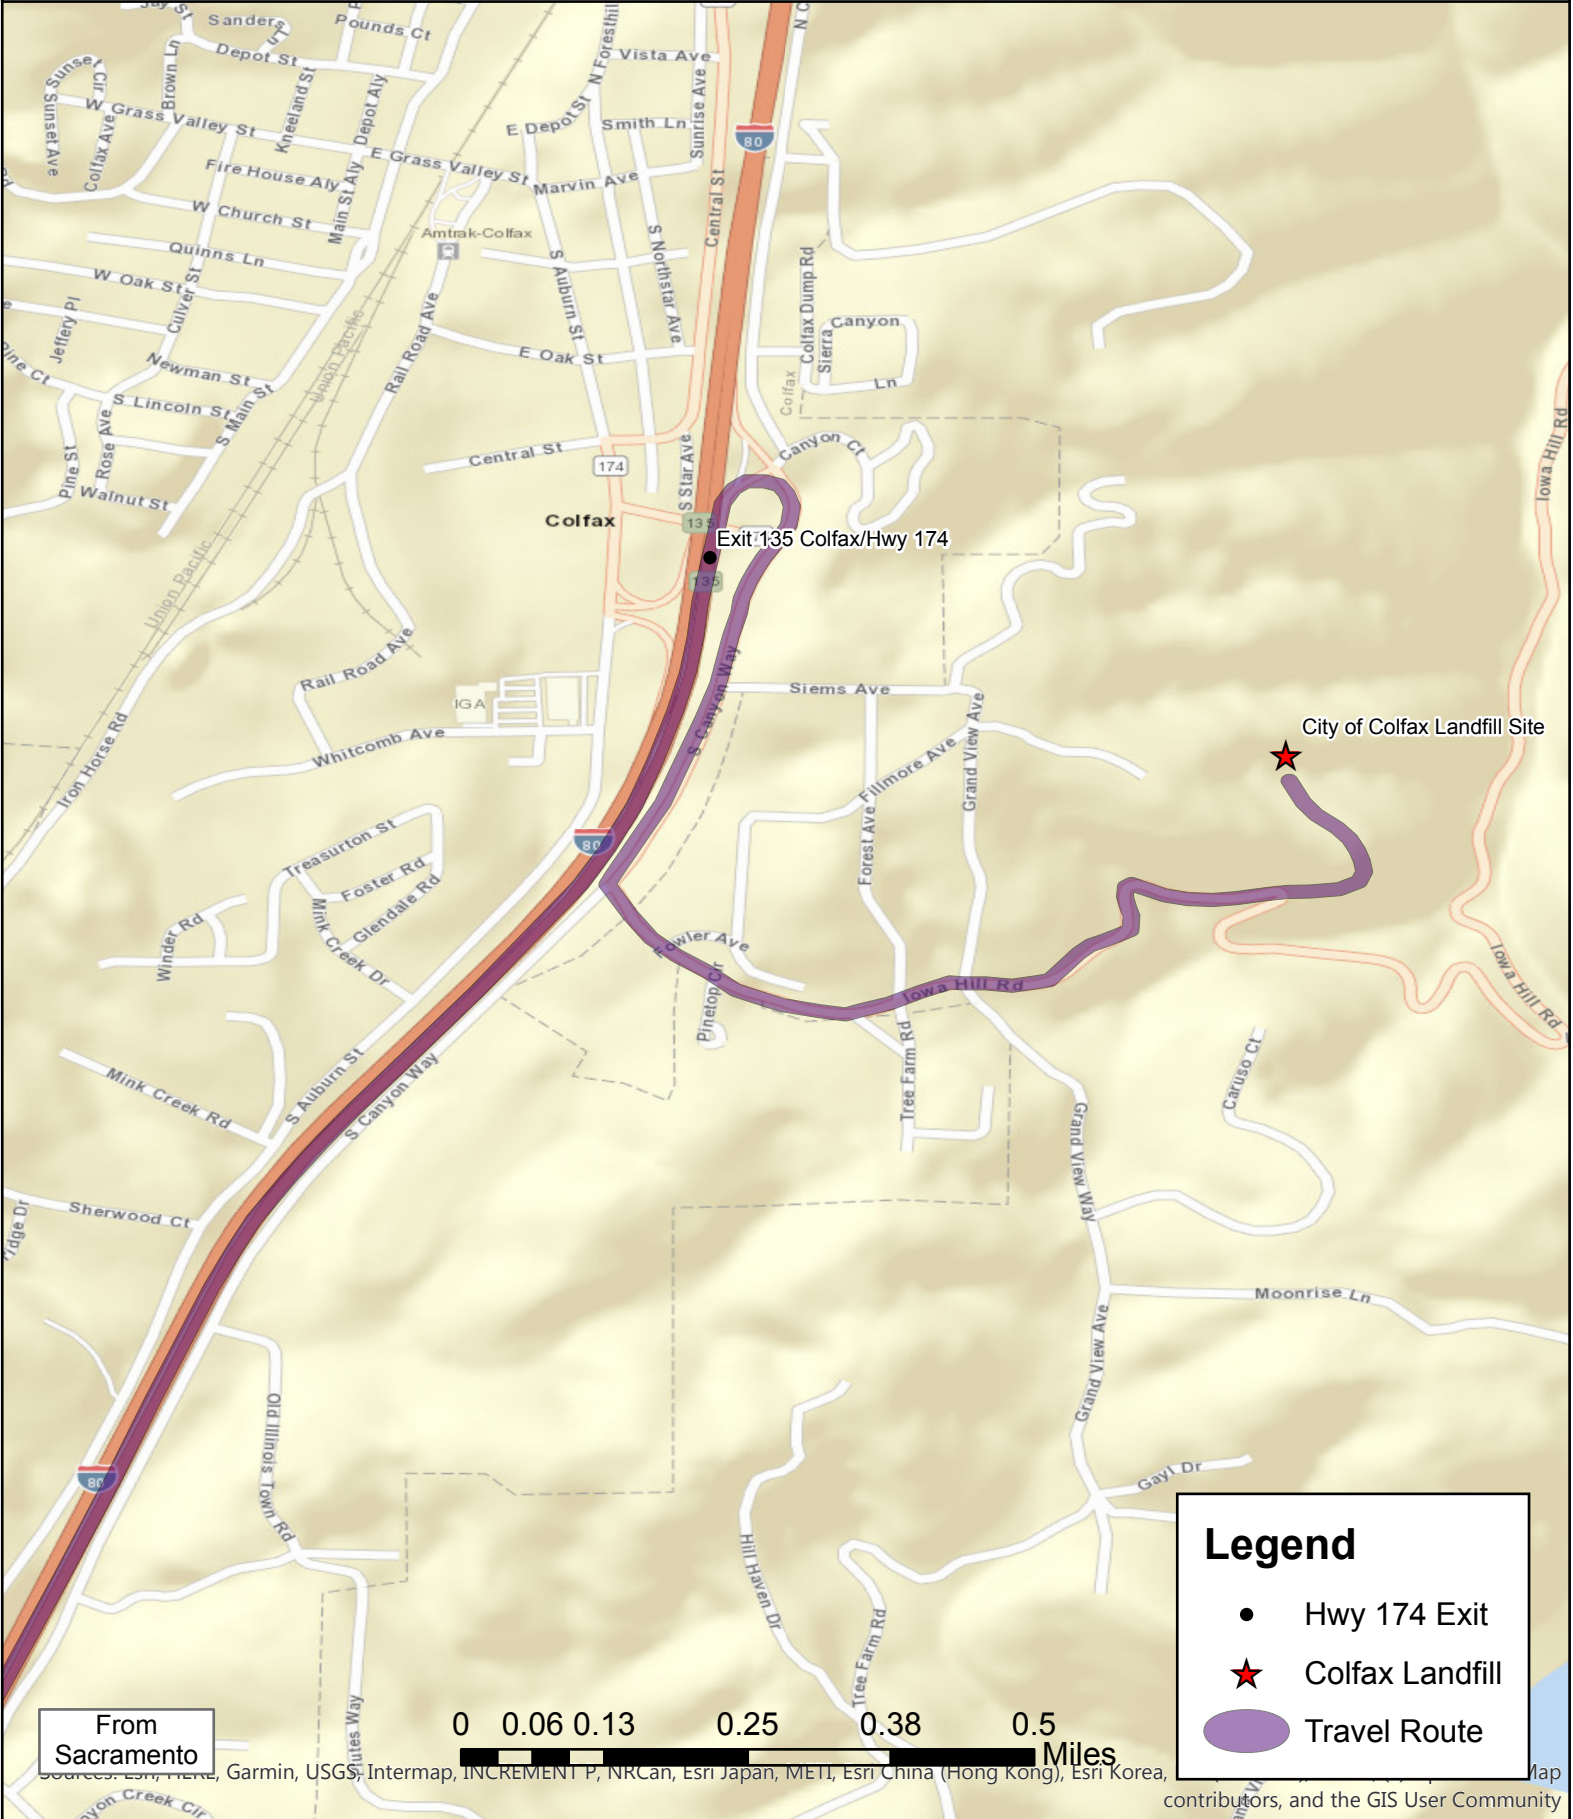 Sanders Ln
Pounds Ct
N Foresthil
N C
Depot St
Vista Ave
Sunset Cir
Brown Ln
Kneeland St
Depot Aly
Sunrise Ave
Sunset Ave
W Grass Valley St
E Depot St
Smith Ln
80
Colfax Ave
E Grass Valley St
Fire House Aly
Main St Aly
Marvin Ave
Central St
W Church St
Amtrak-Colfax
S Northstar Ave
S Auburn St
Quinns Ln
W Oak St
Culver St
Colfax Dump Rd
Jeffery Pl
Union Pacific
Rail Road Ave
Sierra
Canyon
Ln
Pine Ct
Newman St
E Oak St
Colfax
S Lincoln St
S Main St
Rose Ave
Pine St
Central St
174
S Star Ave
Canyon Ct
Iowa Hill Rd
Walnut St
Colfax
135
Exit 135 Colfax/Hwy 174
135
Union Pacific
Rail Road Ave
S Canyon Way
Siems Ave
IGA
Grand View Ave
City of Colfax Landfill Site
Iron Horse Rd
Whitcomb Ave
Fillmore Ave
Forest Ave
Treasurton St
80
Foster Rd
Glendale Rd
Winder Rd
Mink Creek Dr
Fowler Ave
Pinetop Cir
Iowa Hill Rd
Iowa Hill Rd
Tree Farm Rd
Caruso Ct
Mink Creek Rd
S Auburn St
S Canyon Way
Grand View Way
Sherwood Ct
Moonrise Ln
Grand View Ave
Old Illinois Town Rd
80
Gayl Dr
Hill Haven Dr
Tree Farm Rd
Legend
Hwy 174 Exit
Colfax Landfill
Travel Route
From
Sacramento
0 0.06 0.13 0.25 0.38 0.5
Miles
Sources: Esri, HERE, Garmin, USGS, Intermap, INCREMENT P, NRCan, Esri Japan, METI, Esri China (Hong Kong), Esri Korea, Map
contributors, and the GIS User Community